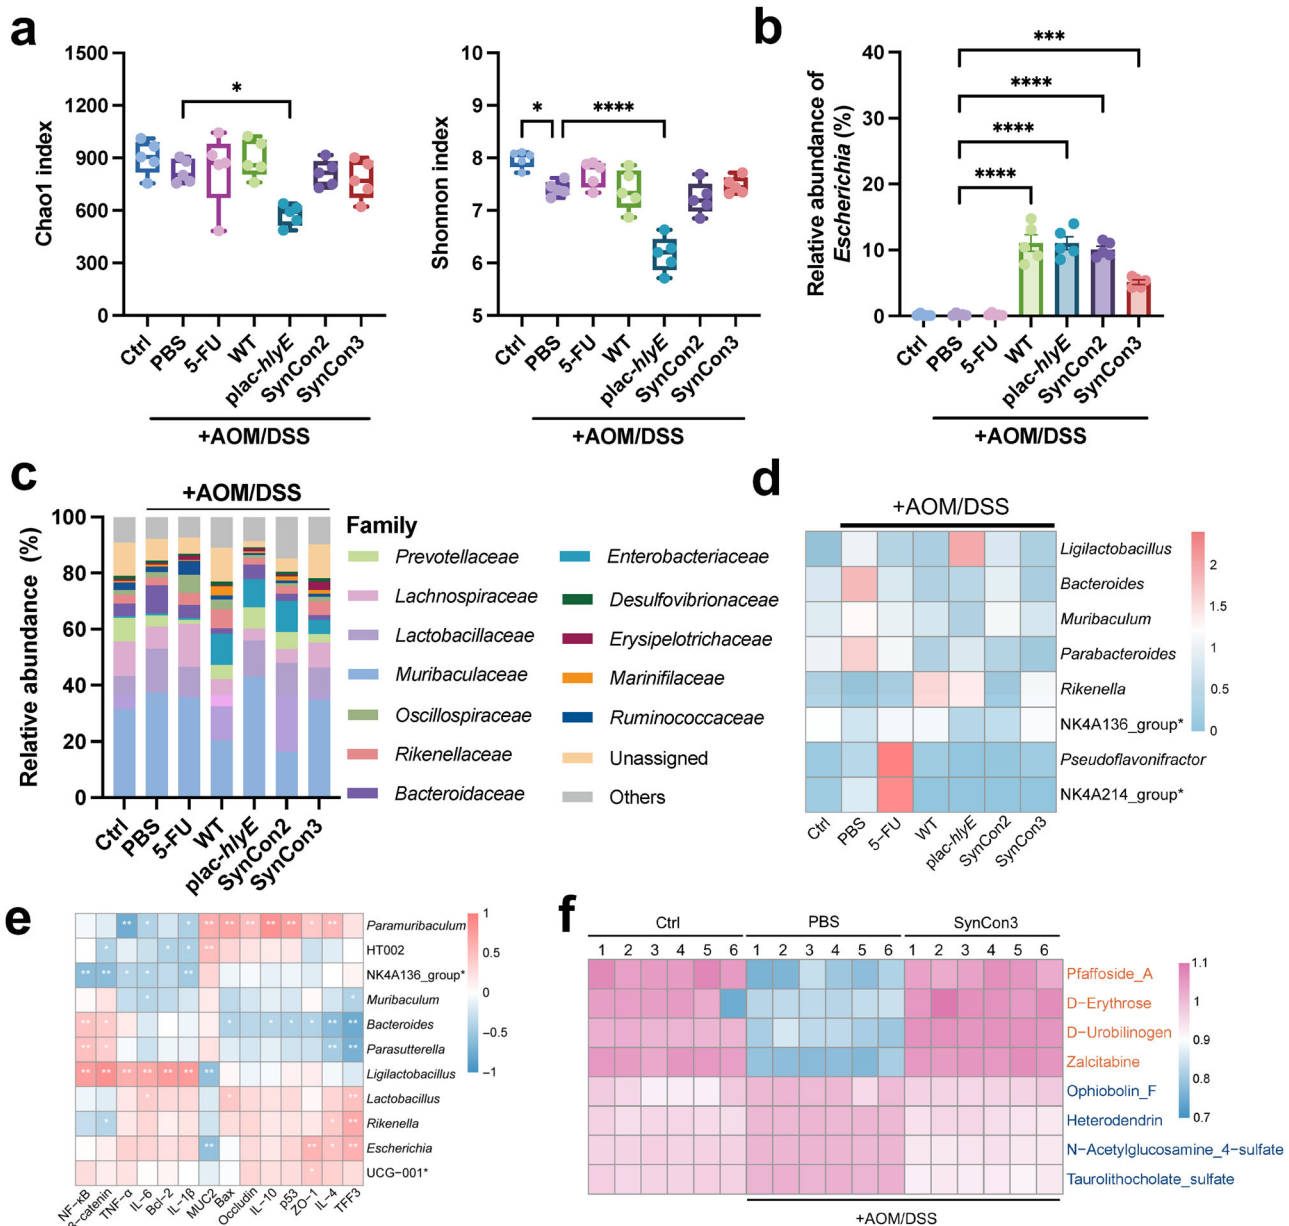 a
1500
1200
900
600
300
0
Chao1 index
*
Ctrl
PBS
5-FU
WT
plac-hlyE
SynCon2
SynCon3
+AOM/DSS
10
9
8
7
6
5
Shonnon index
*
****
Ctrl
PBS
5-FU
WT
plac-hlyE
SynCon2
SynCon3
+AOM/DSS
b
40
30
20
10
0
Relative abundance of
Escherichia (%)
***
****
****
****
Ctrl
PBS
5-FU
WT
plac-hlyE
SynCon2
SynCon3
+AOM/DSS
c
+AOM/DSS
100
80
60
40
20
0
Relative abundance (%)
Ctrl
PBS
5-FU
WT
plac-hlyE
SynCon2
SynCon3
Family
Prevotellaceae
Lachnospiraceae
Lactobacillaceae
Muribaculaceae
Oscillospiraceae
Rikenellaceae
Bacteroidaceae
Enterobacteriaceae
Desulfovibrionaceae
Erysipelotrichaceae
Marinifilaceae
Ruminococcaceae
Unassigned
Others
d
+AOM/DSS
Ligilactobacillus
Bacteroides
Muribaculum
Parabacteroides
Rikenella
NK4A136_group*
Pseudoflavonifractor
NK4A214_group*
2
1.5
1
0.5
0
Ctrl
PBS
5−FU
WT
plac-hlyE
SynCon2
SynCon3
e
Paramuribaculum
HT002
NK4A136_group*
Muribaculum
Bacteroides
Parasutterella
Ligilactobacillus
Lactobacillus
Rikenella
Escherichia
UCG−001*
1
0.5
0
−0.5
−1
NF−κB
β−catenin
TNF−α
IL−6
Bcl−2
IL−1β
MUC2
Bax
Occludin
IL−10
p53
ZO−1
IL−4
TFF3
f
Ctrl PBS SynCon3
1 2 3 4 5 6 1 2 3 4 5 6 1 2 3 4 5 6
Pfaffoside_A
D−Erythrose
D−Urobilinogen
Zalcitabine
Ophiobolin_F
Heterodendrin
N−Acetylglucosamine_4−sulfate
Taurolithocholate_sulfate
1.1
1
0.9
0.8
0.7
+AOM/DSS